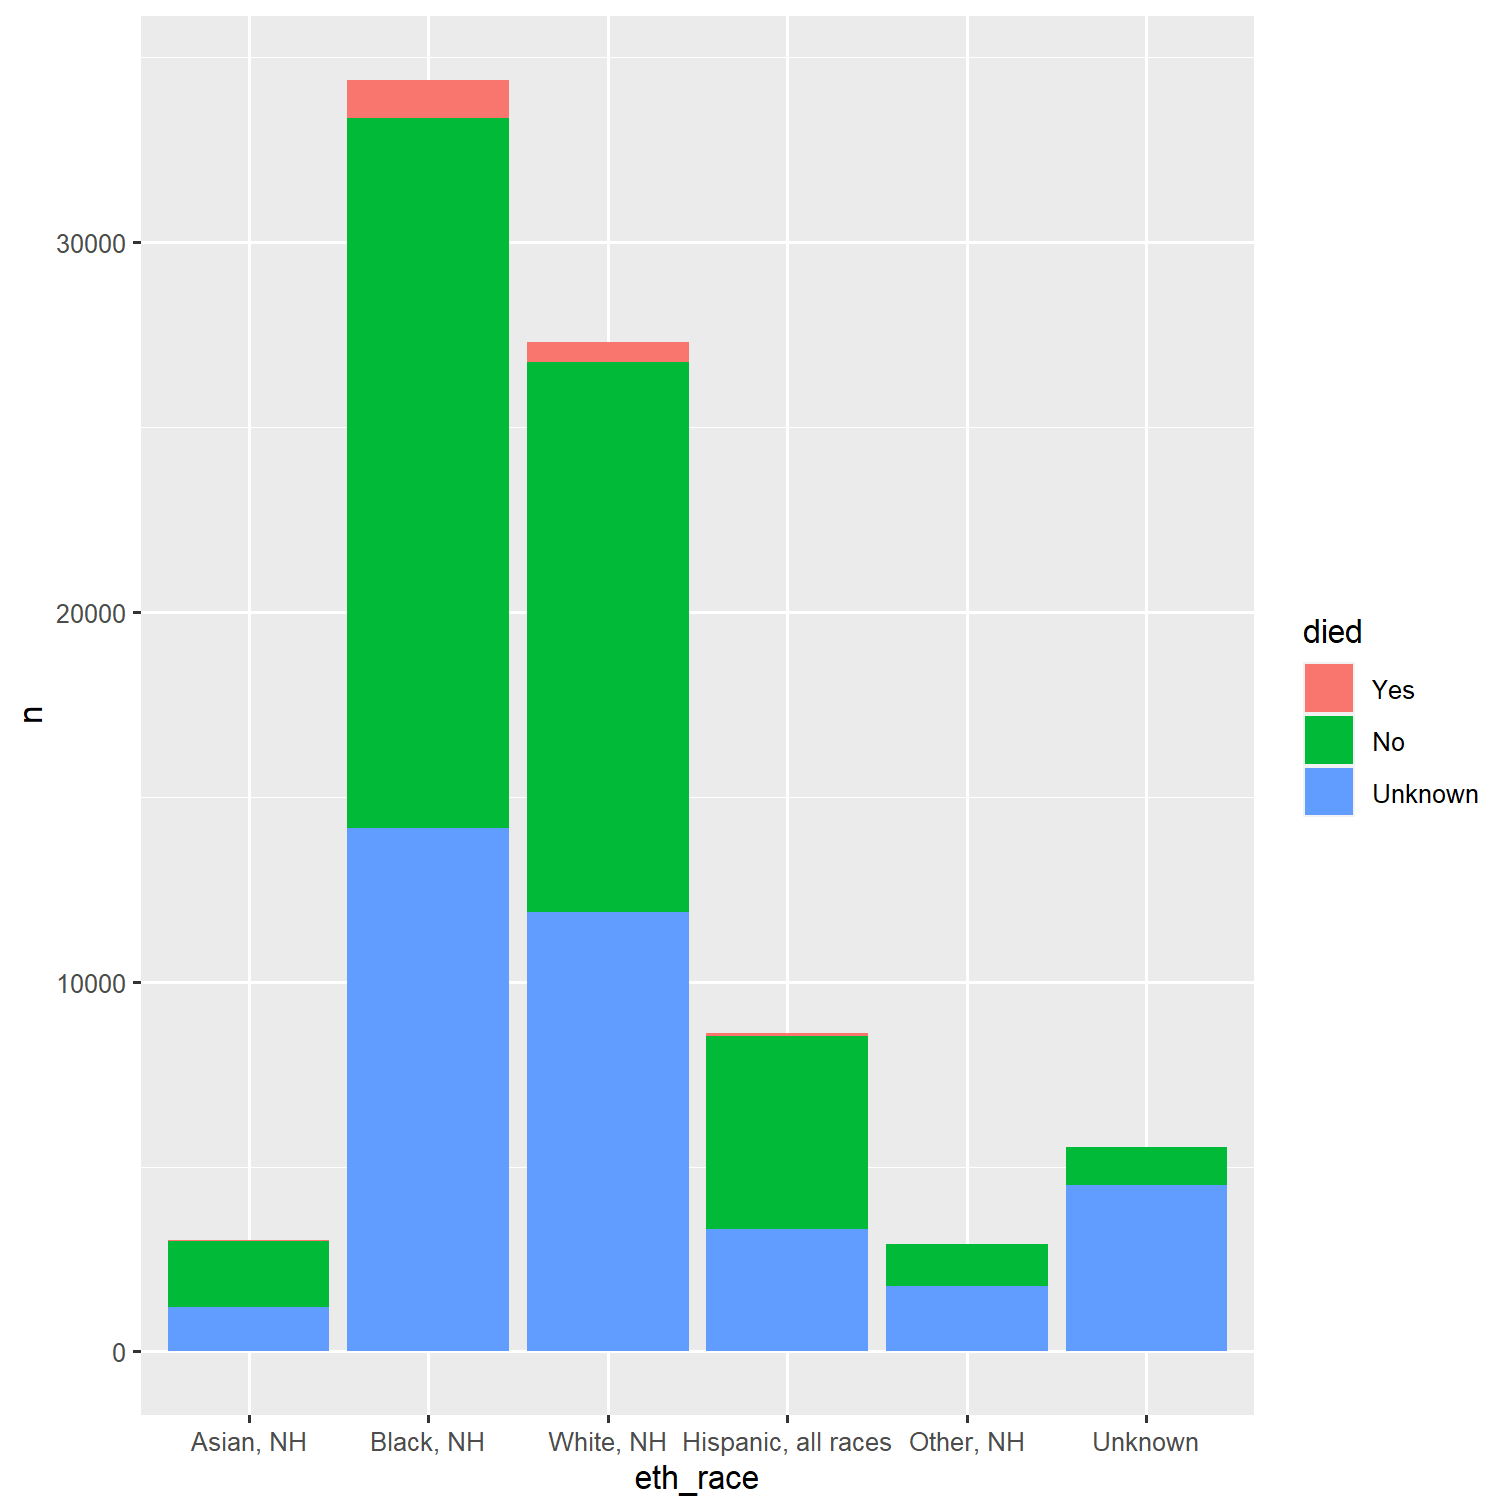 30000
20000
10000
0
n
Asian, NH
Black, NH
White, NH
Hispanic, all races
Other, NH
Unknown
eth_race
died
Yes
No
Unknown